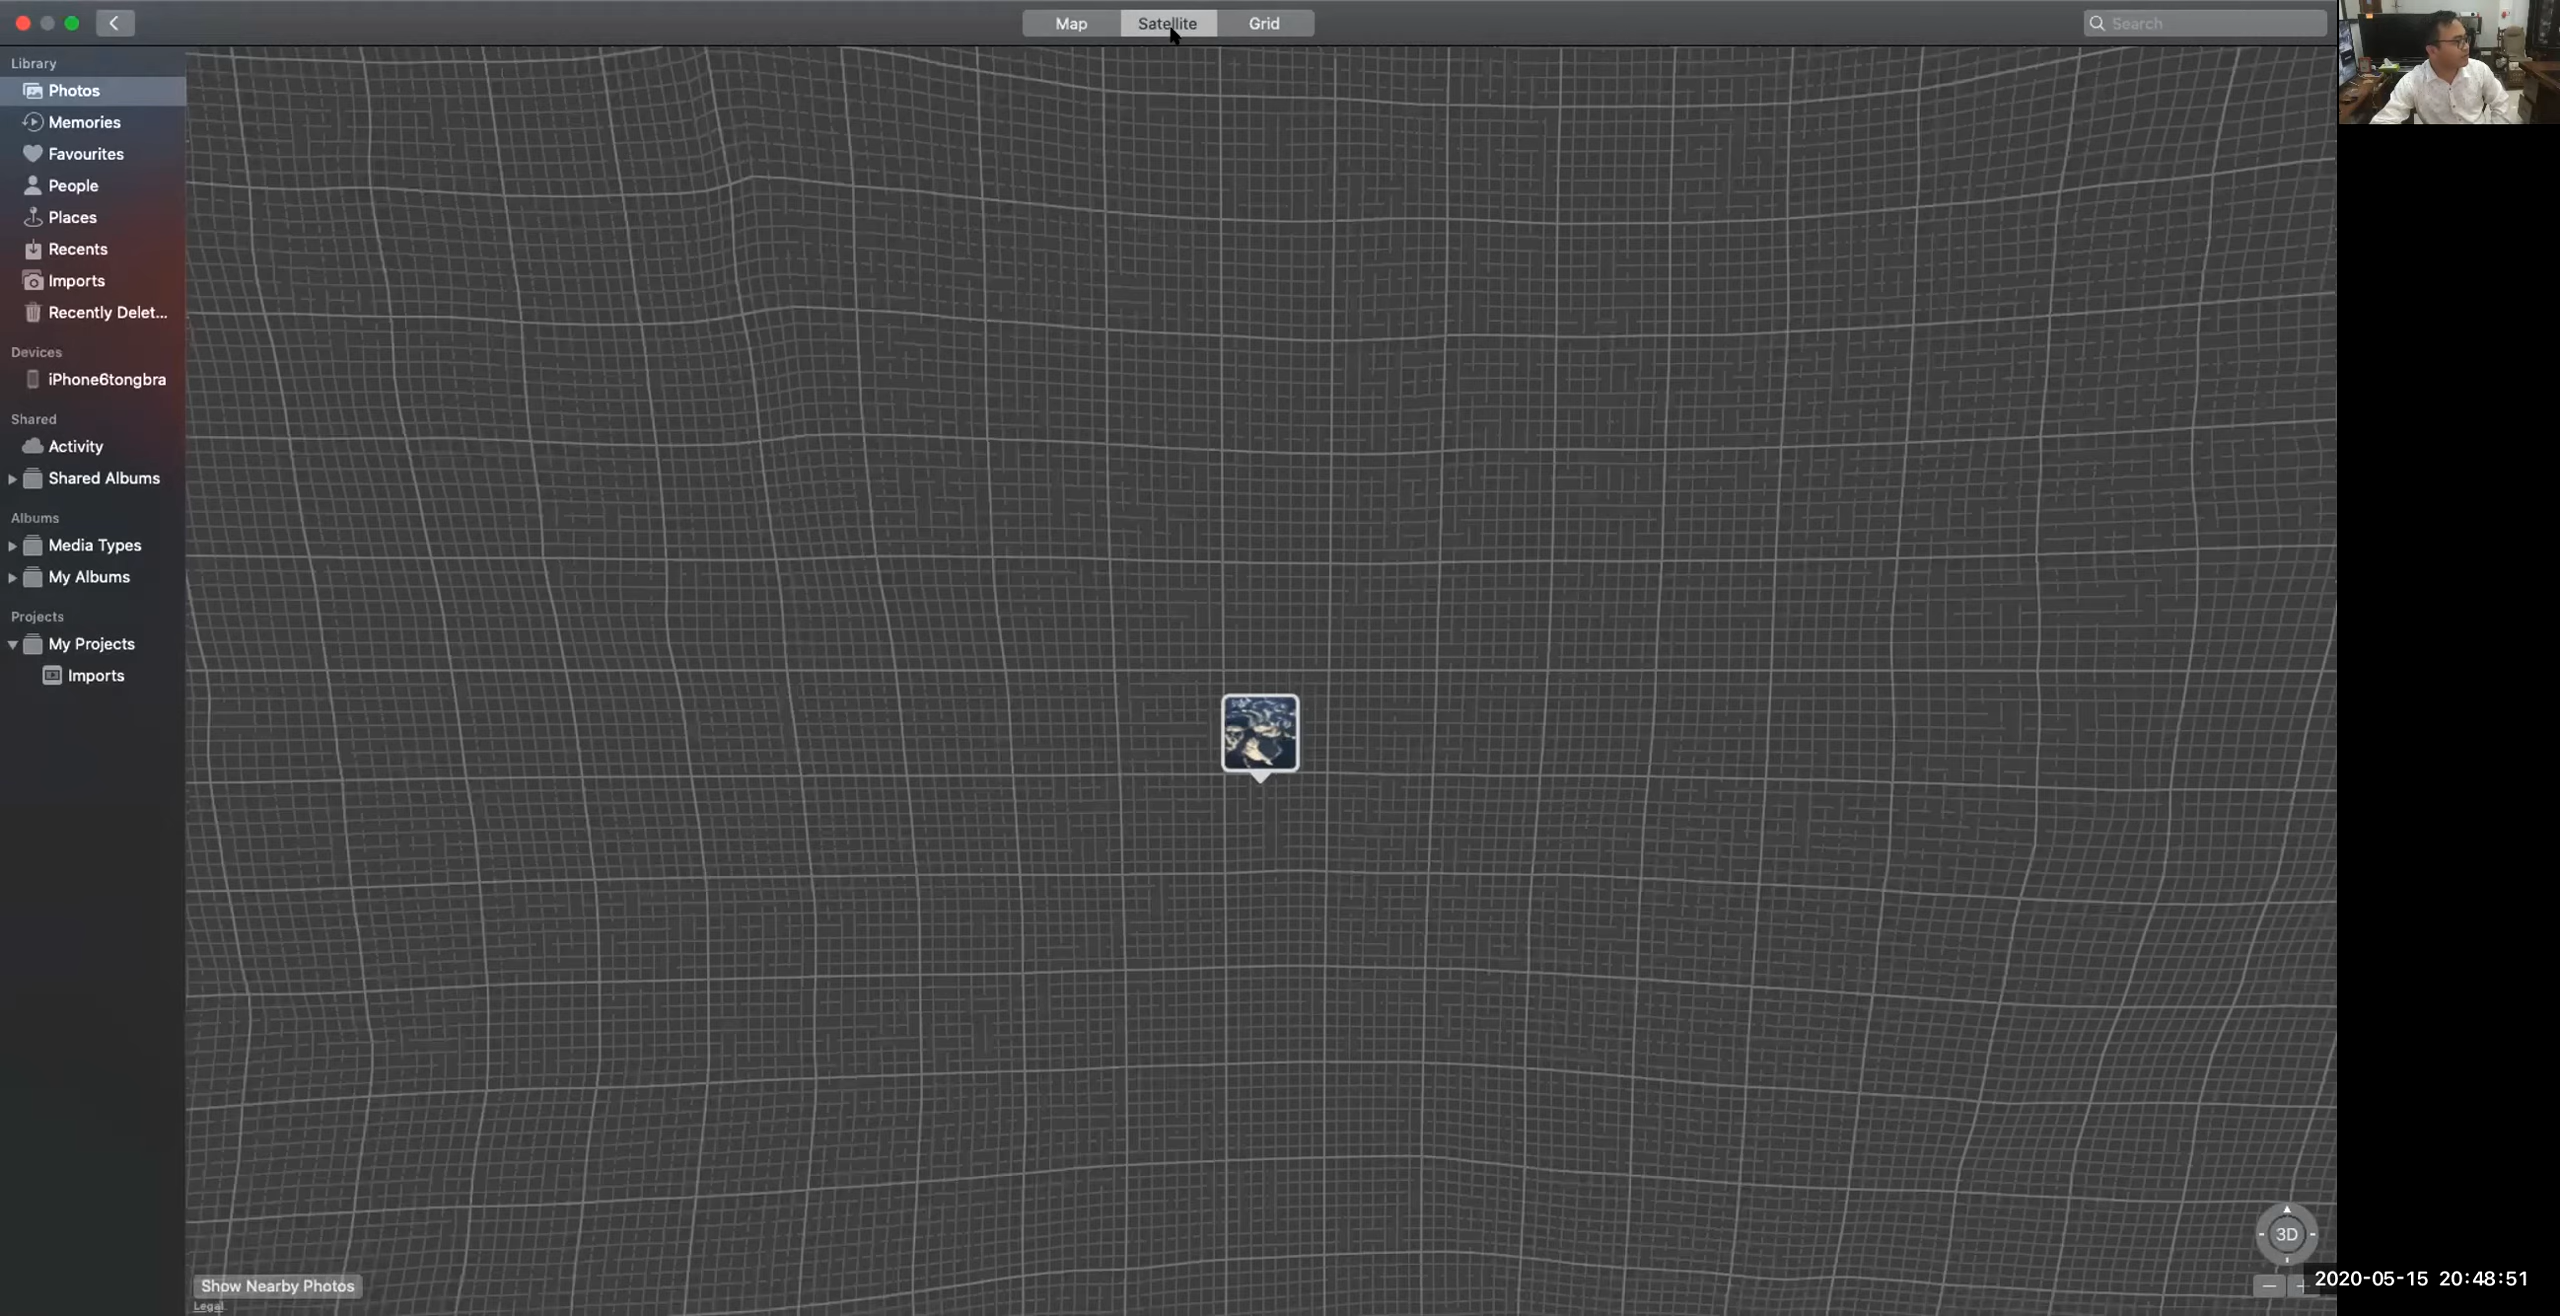 Map
Satellite
Grid
Search
Library
Photos
Memories
Favourites
People
Places
Recents
Imports
Recently Delet...
Devices
iPhone6tongbra
Shared
Activity
Shared Albums
Albums
Media Types
My Albums
Projects
My Projects
Imports
3D
Show Nearby Photos
Legal
2020-05-15 20:48:51